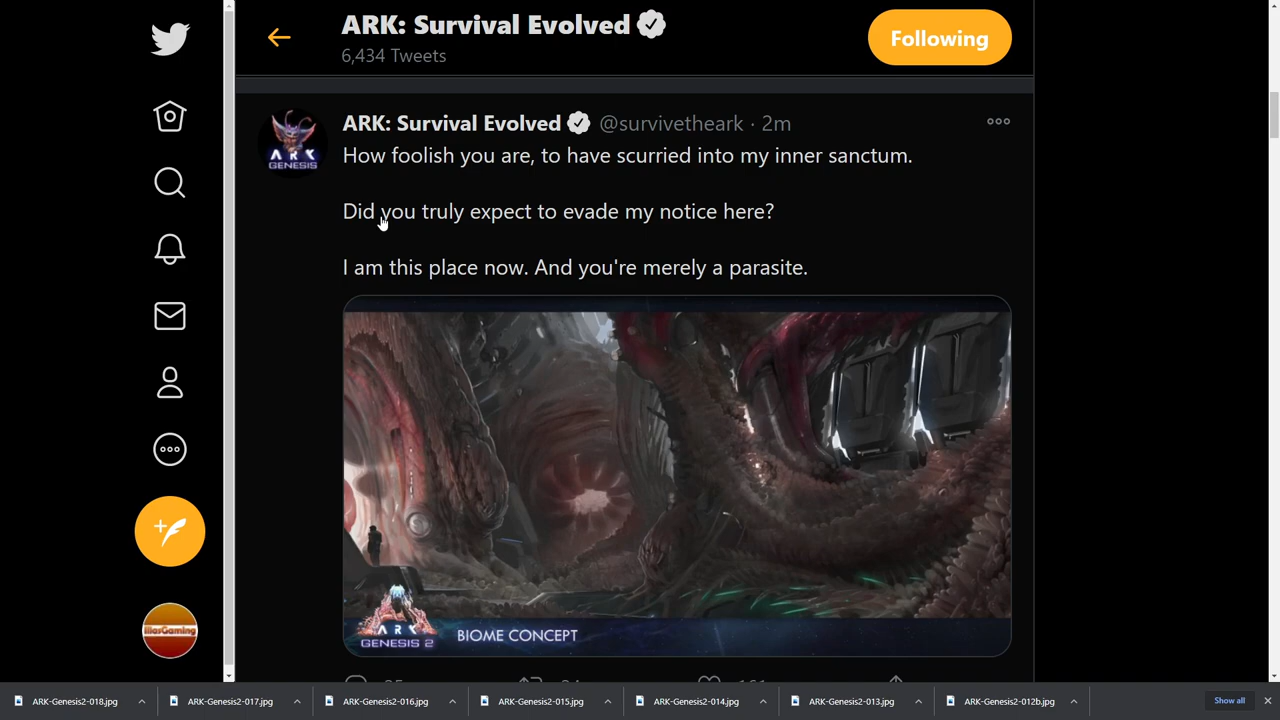 ARK: Survival Evolved
6,434 Tweets
Following
ARK: Survival Evolved @survivetheark · 2m
How foolish you are, to have scurried into my inner sanctum.
Did you truly expect to evade my notice here?
I am this place now. And you're merely a parasite.
ARK
GENESIS
ARK
GENESIS 2
BIOME CONCEPT
IliasGaming
ARK-Genesis2-018.jpg
ARK-Genesis2-017.jpg
ARK-Genesis2-016.jpg
ARK-Genesis2-015.jpg
ARK-Genesis2-014.jpg
ARK-Genesis2-013.jpg
ARK-Genesis2-012b.jpg
Show all